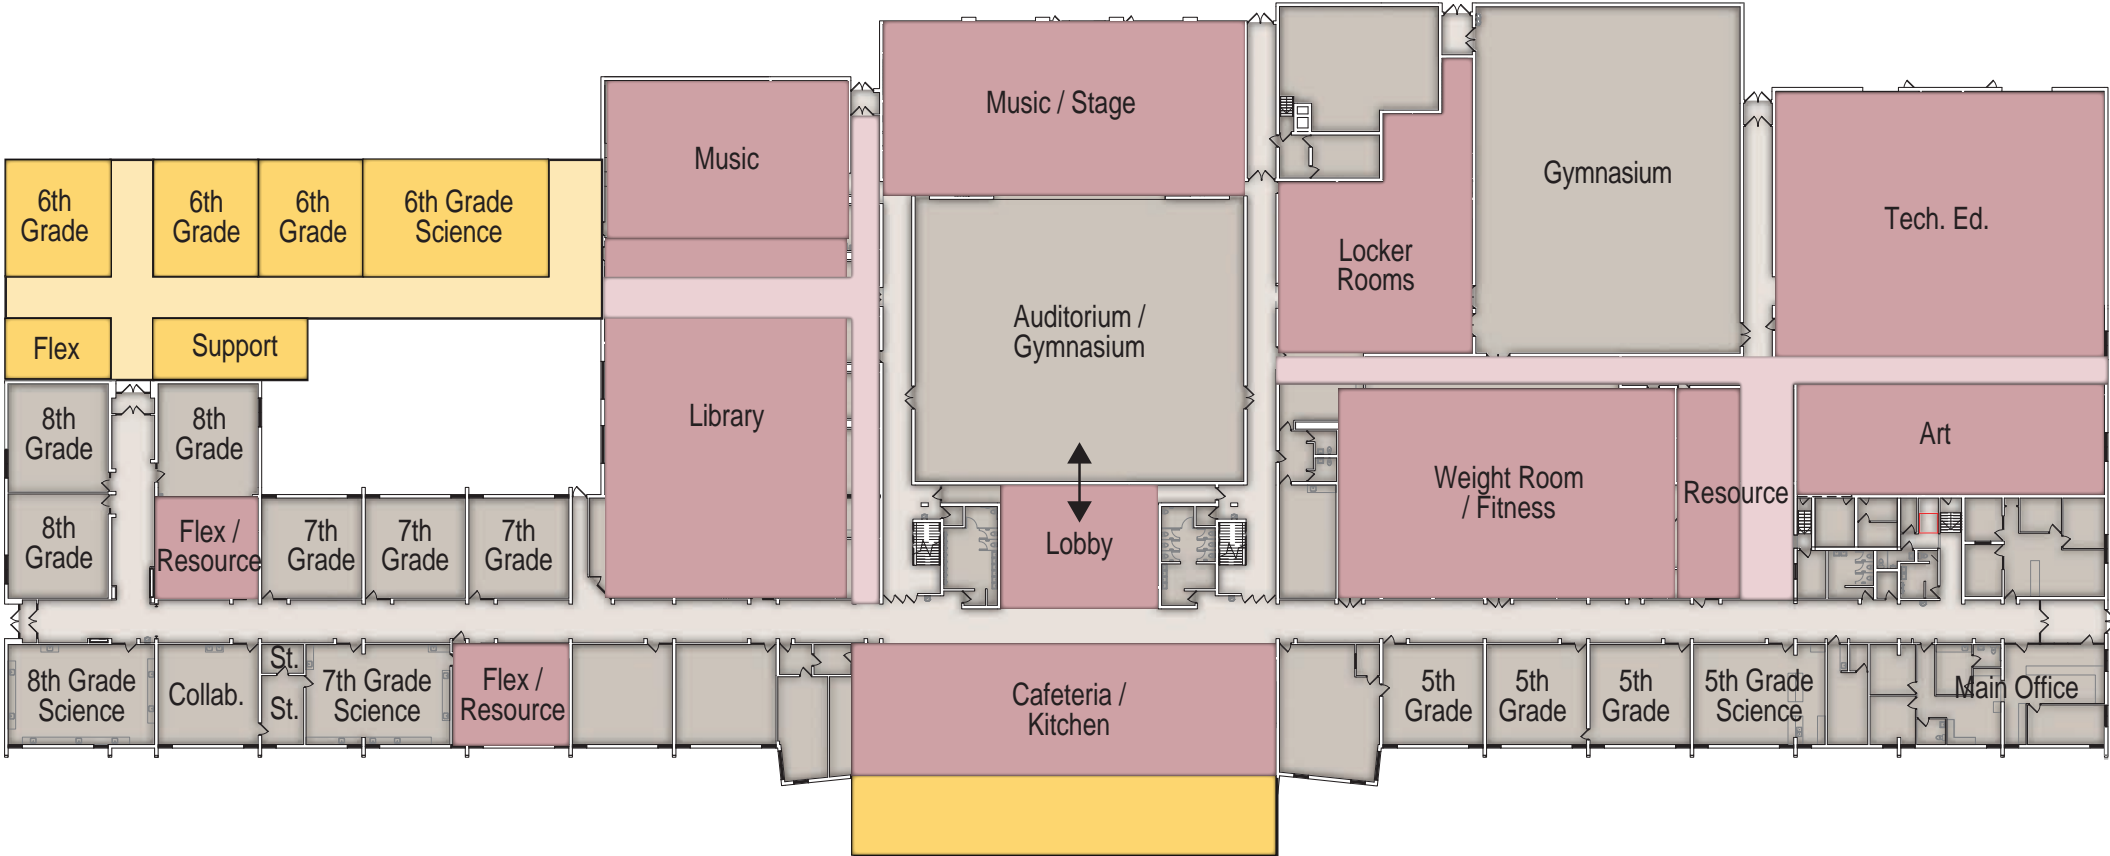 Music / Stage
Music
Gymnasium
6th
Grade
6th
Grade
6th
Grade
6th Grade
Science
Tech. Ed.
Locker
Rooms
Auditorium /
Gymnasium
Flex
Support
Library
8th
Grade
8th
Grade
Art
Weight Room
/ Fitness
Resource
8th
Grade
Flex /
Resource
7th
Grade
7th
Grade
7th
Grade
Lobby
8th Grade
Science
Collab.
St.
St.
7th Grade
Science
Flex /
Resource
Cafeteria /
Kitchen
5th
Grade
5th
Grade
5th
Grade
5th Grade
Science
Main Office